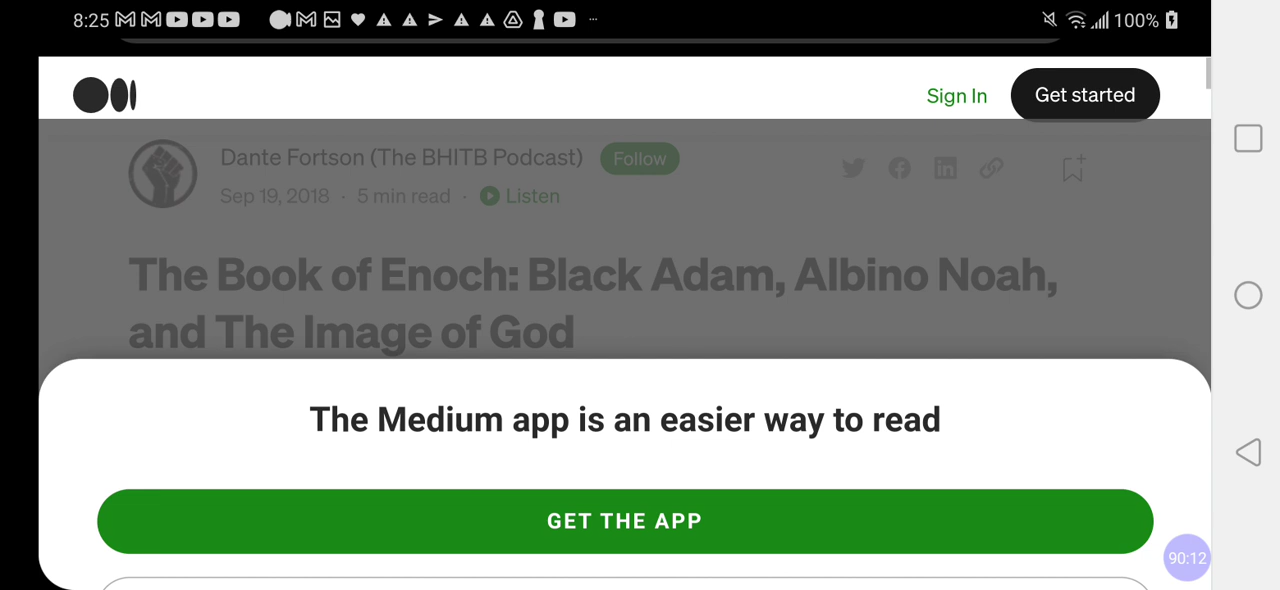 8:25 100%
Sign In Get started
Dante Fortson (The BHITB Podcast) Follow
Sep 19, 2018 · 5 min read · Listen
The Book of Enoch: Black Adam, Albino Noah,
and The Image of God
The Medium app is an easier way to read
GET THE APP
90:12